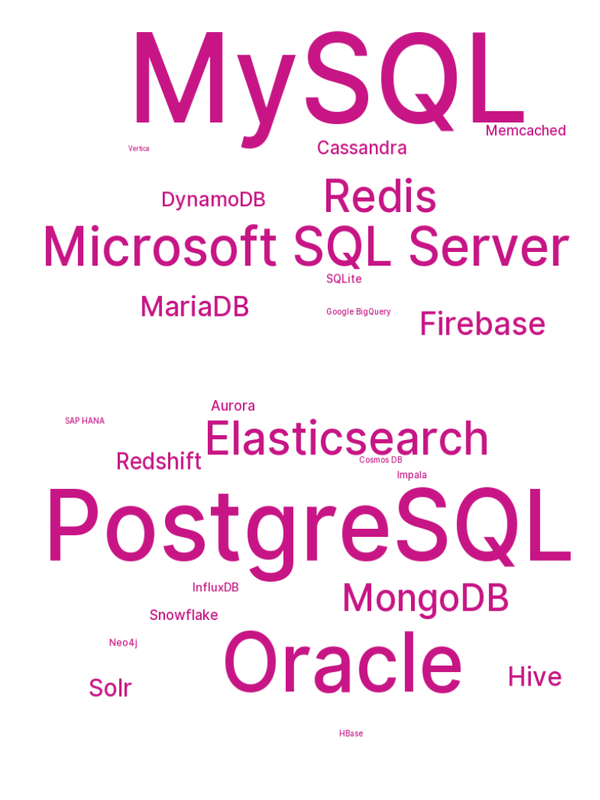 MySQL
Memcached
Vertica
Cassandra
DynamoDB
Redis
Microsoft SQL Server
SQLite
MariaDB
Google BigQuery
Firebase
Aurora
SAP HANA
Elasticsearch
Redshift
Cosmos DB
Impala
PostgreSQL
InfluxDB
MongoDB
Snowflake
Neo4j
Oracle
Hive
Solr
HBase